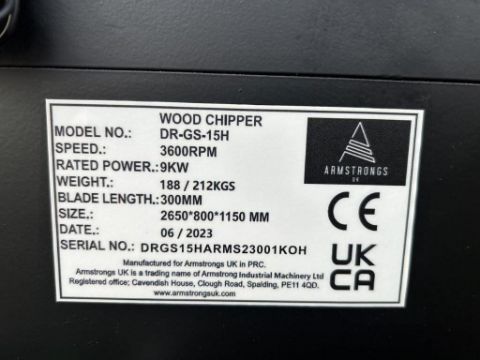 WOOD CHIPPER
MODEL NO.: DR-GS-15H
SPEED.: 3600RPM
RATED POWER.: 9KW
WEIGHT.: 188 / 212KGS
BLADE LENGTH.: 300MM
SIZE.: 2650*800*1150 MM
DATE.: 06 / 2023
SERIAL NO. DRGS15HARMS23001KOH
Manufactured for Armstrongs UK in PRC.
Armstrongs UK is a trading name of Armstrong Industrial Machinery Ltd
Registered office; Cavendish House, Clough Road, Spalding, PE11 4QD.
www.armstrongsuk.com
ARMSTRONGS
UK
CE
UK
CA